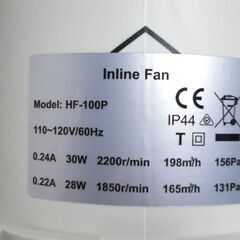 Inline Fan
Model: HF-100P
CE
IP44
110~120V/60Hz
T
0.24A 30W 2200r/min 198m³/h 156Pa
0.22A 28W 1850r/min 165m³/h 131Pa